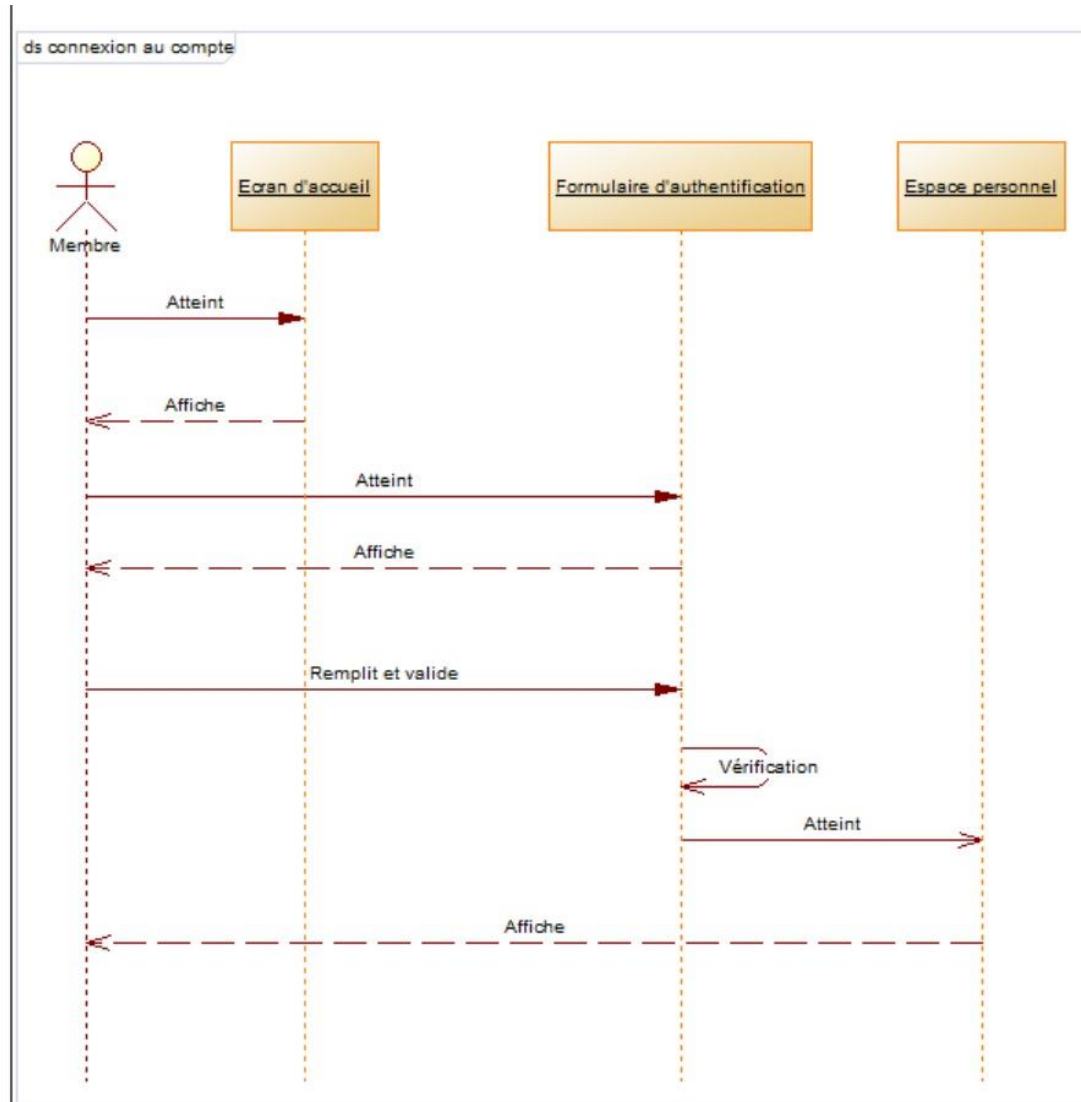 ds connexion au compte
Ecran d'accueil
Formulaire d'authentification
Espace personnel
Membre
Atteint
Affiche
Atteint
Affiche
Remplit et valide
Vérification
Atteint
Affiche